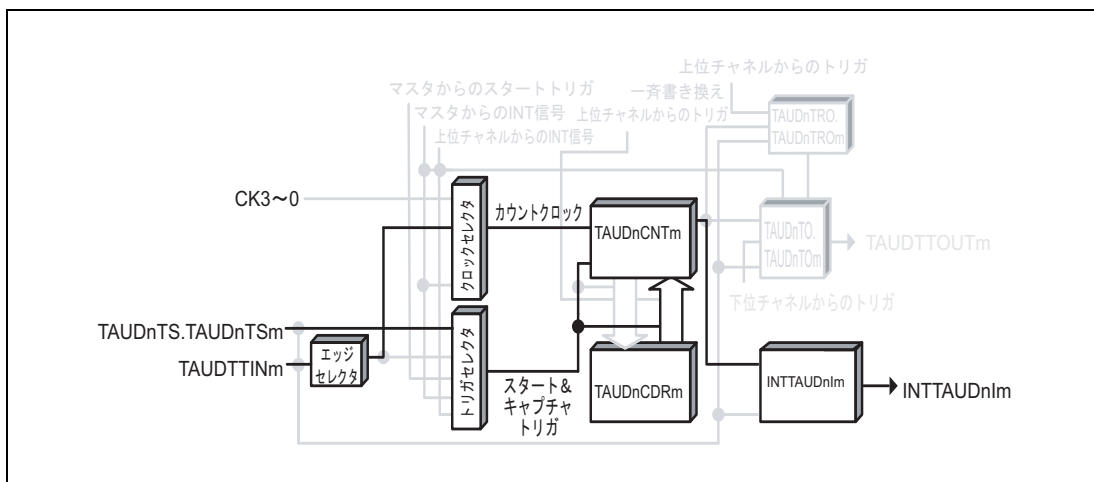 上位チャネルからのトリガ
マスタからのスタートトリガ
一斉書き換え
マスタからのINT信号
上位チャネルからのトリガ
上位チャネルからのINT信号
TAUDnTRO.
TAUDnTROm
CK3～0
クロックセレクタ
カウントクロック
TAUDnCNTm
TAUDnTO.
TAUDnTOm
TAUDTTOUTm
下位チャネルからのトリガ
TAUDnTS.TAUDnTSm
TAUDTTINm
エッジ
セレクタ
トリガセレクタ
スタート&
キャプチャ
トリガ
TAUDnCDRm
INTTAUDnIm
INTTAUDnIm